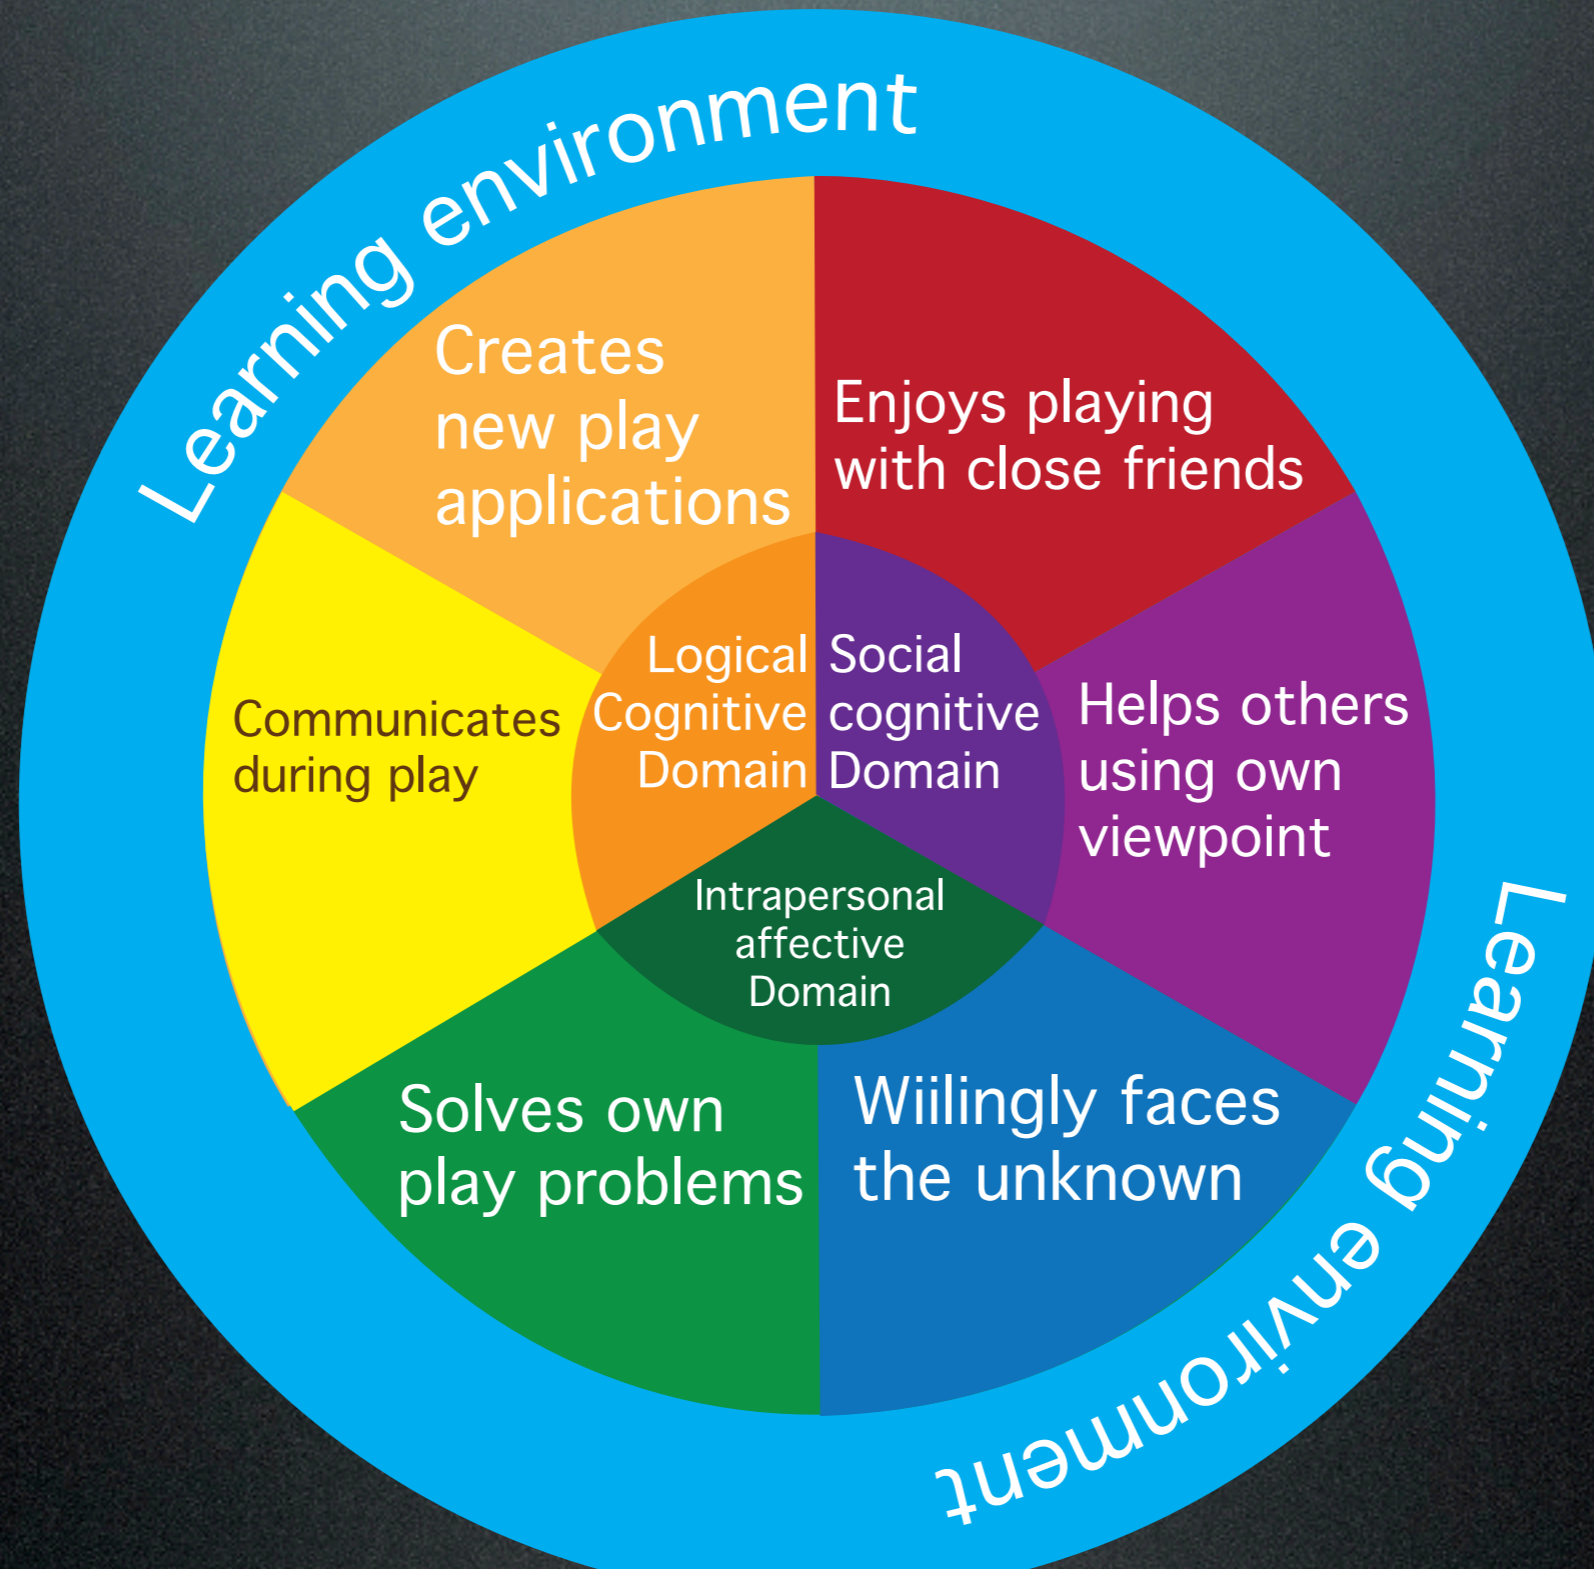 Learning environment
Creates
new play
applications
Enjoys playing
with close friends
Communicates
during play
Logical
Cognitive
Domain
Social
cognitive
Domain
Helps others
using own
viewpoint
Intrapersonal
affective
Domain
Solves own
play problems
Wiilingly faces
the unknown
Learning environment